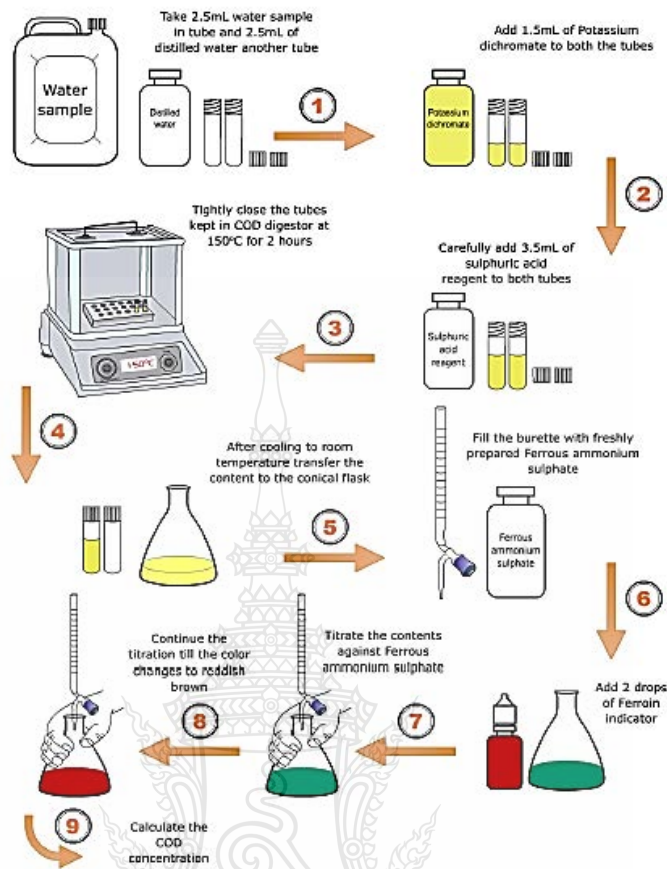 Water
sample
Take 2.5mL water sample
in tube and 2.5mL of
distilled water another tube
Distilled
water
1
Add 1.5mL of Potassium
dichromate to both the tubes
Potassium
dichromate
2
Carefully add 3.5mL of
sulphuric acid
reagent to both tubes
Sulphuric
acid
reagent
3
Tightly close the tubes
kept in COD digestor at
150°C for 2 hours
150°C
4
After cooling to room
temperature transfer the
content to the conical flask
5
Fill the burette with freshly
prepared Ferrous ammonium
sulphate
Ferrous
ammonium
sulphate
6
Add 2 drops
of Ferroin
indicator
7
Titrate the contents
against Ferrous
ammonium sulphate
8
Continue the
titration till the color
changes to reddish
brown
9
Calculate the
COD
concentration